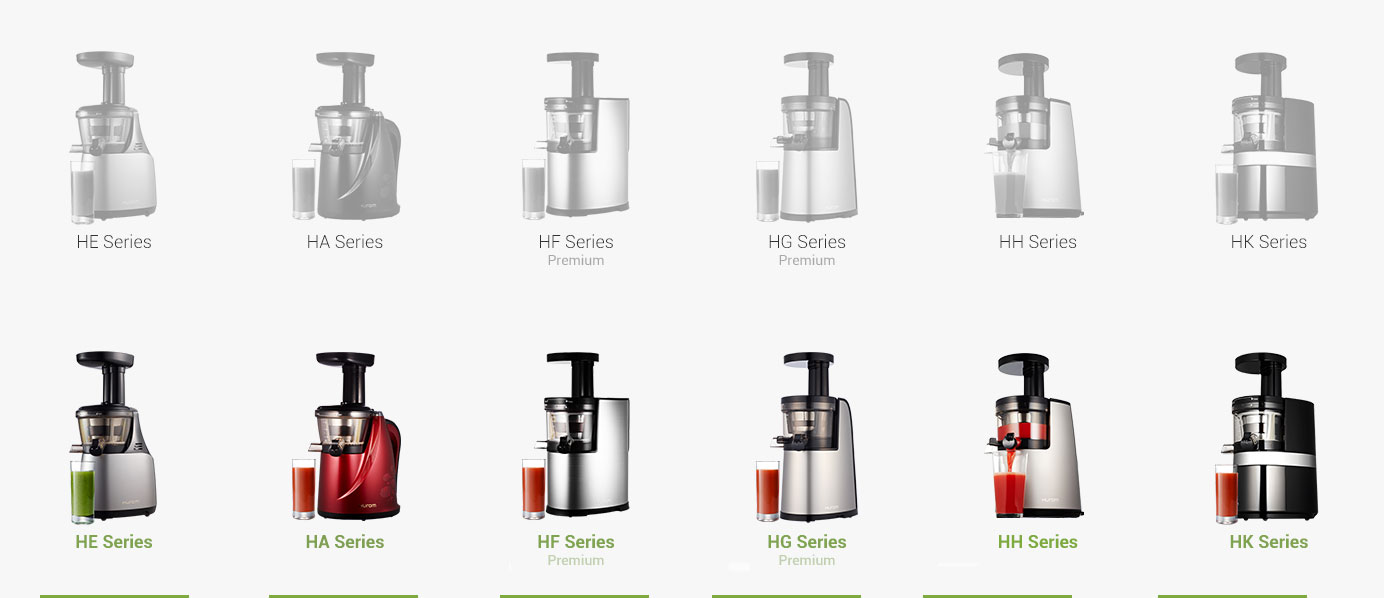 HE Series
HA Series
HF Series
Premium
HG Series
Premium
HH Series
HK Series
hurom
HE Series
HA Series
HF Series
Premium
HG Series
Premium
HH Series
HK Series